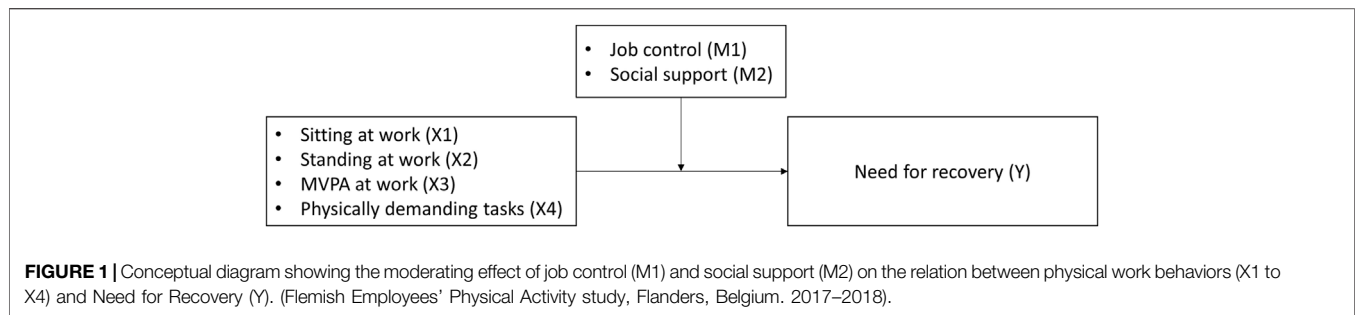 • Job control (M1)
• Social support (M2)
• Sitting at work (X1)
• Standing at work (X2)
• MVPA at work (X3)
• Physically demanding tasks (X4)
Need for recovery (Y)
FIGURE 1 | Conceptual diagram showing the moderating effect of job control (M1) and social support (M2) on the relation between physical work behaviors (X1 to
X4) and Need for Recovery (Y). (Flemish Employees’ Physical Activity study, Flanders, Belgium. 2017–2018).